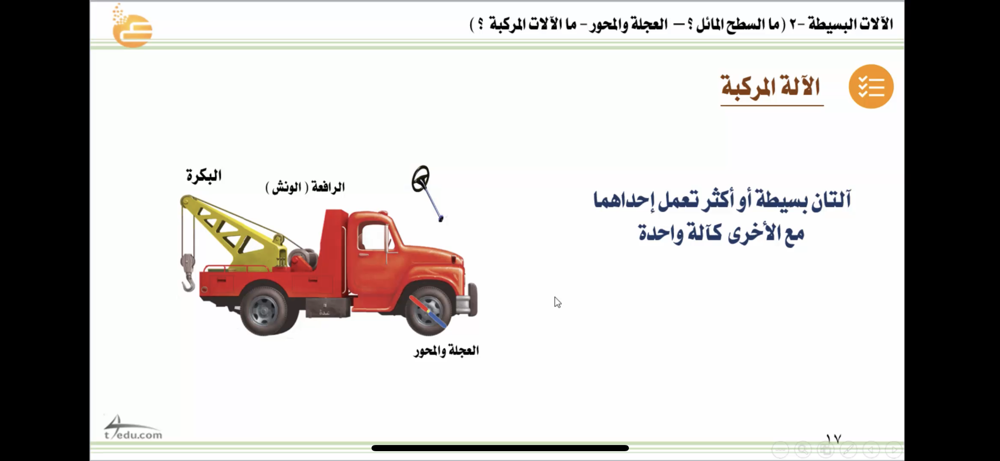 الآلات البسيطة -٢ (ما السطح المائل ؟ – العجلة والمحور - ما الآلات المركبة ؟ )
الآلة المركبة
آلتان بسيطة أو أكثر تعمل إحداهما
مع الأخرى كآلة واحدة
البكرة
الرافعة ( الونش )
عدة
العجلة والمحور
t4edu.com
١٧